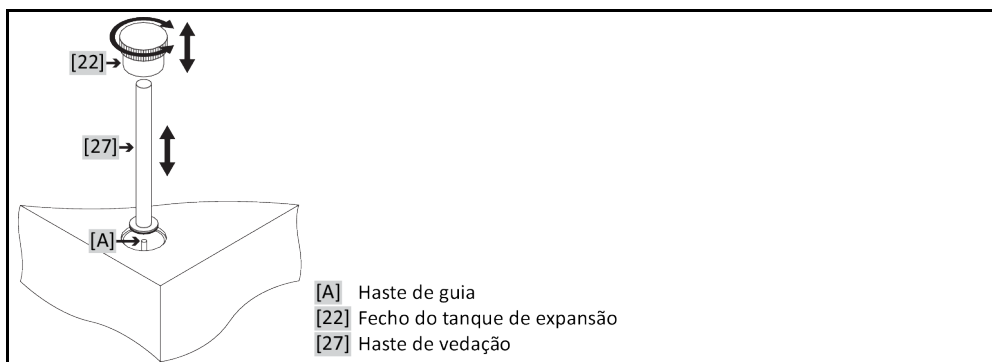 [22]
[27]
[A]
[A] Haste de guia
[22] Fecho do tanque de expansão
[27] Haste de vedação